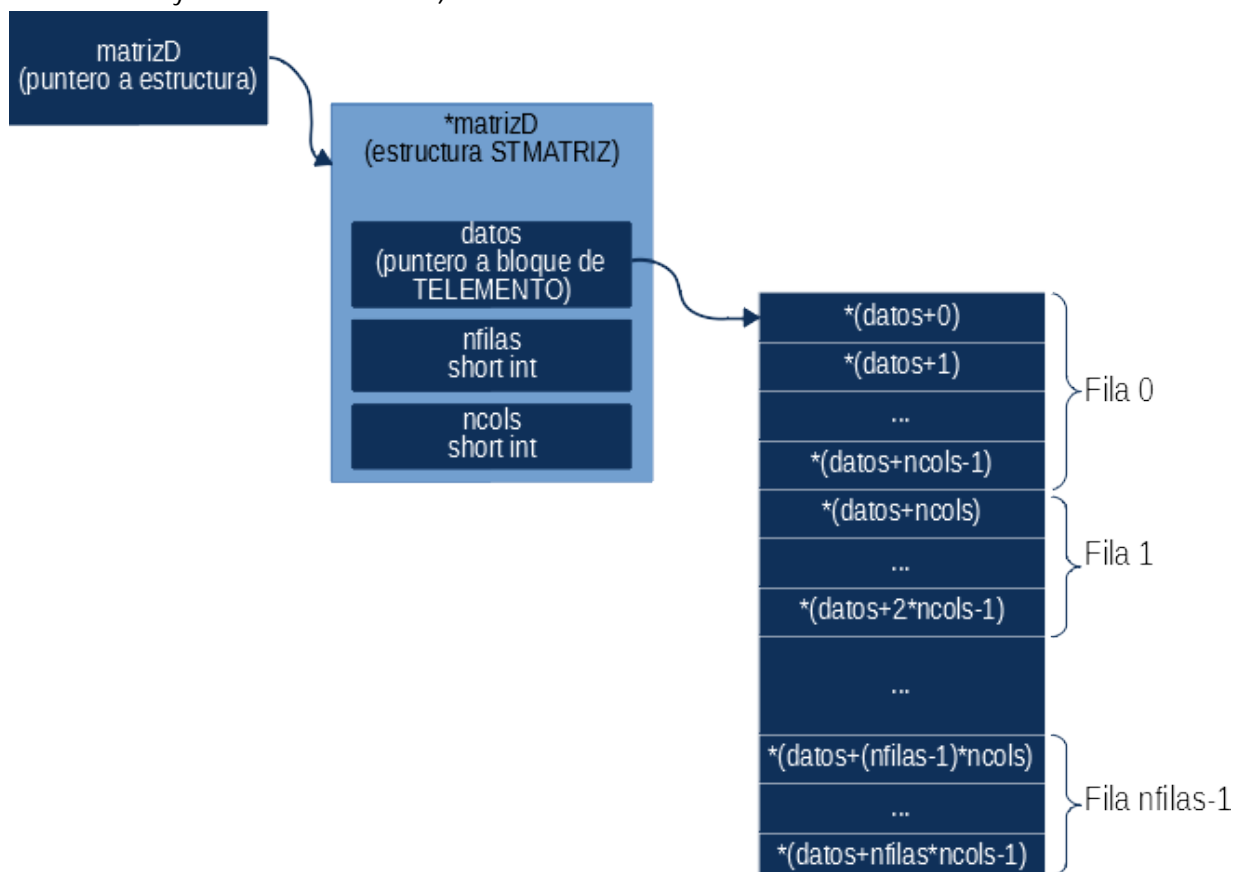 matrizD
(puntero a estructura)
*matrizD
(estructura STMATRIZ)
datos
(puntero a bloque de
TELEMENTO)
nfilas
short int
ncols
short int
*(datos+0)
*(datos+1)
...
*(datos+ncols-1)
Fila 0
*(datos+ncols)
...
*(datos+2*ncols-1)
Fila 1
...
*(datos+(nfilas-1)*ncols)
...
*(datos+nfilas*ncols-1)
Fila nfilas-1